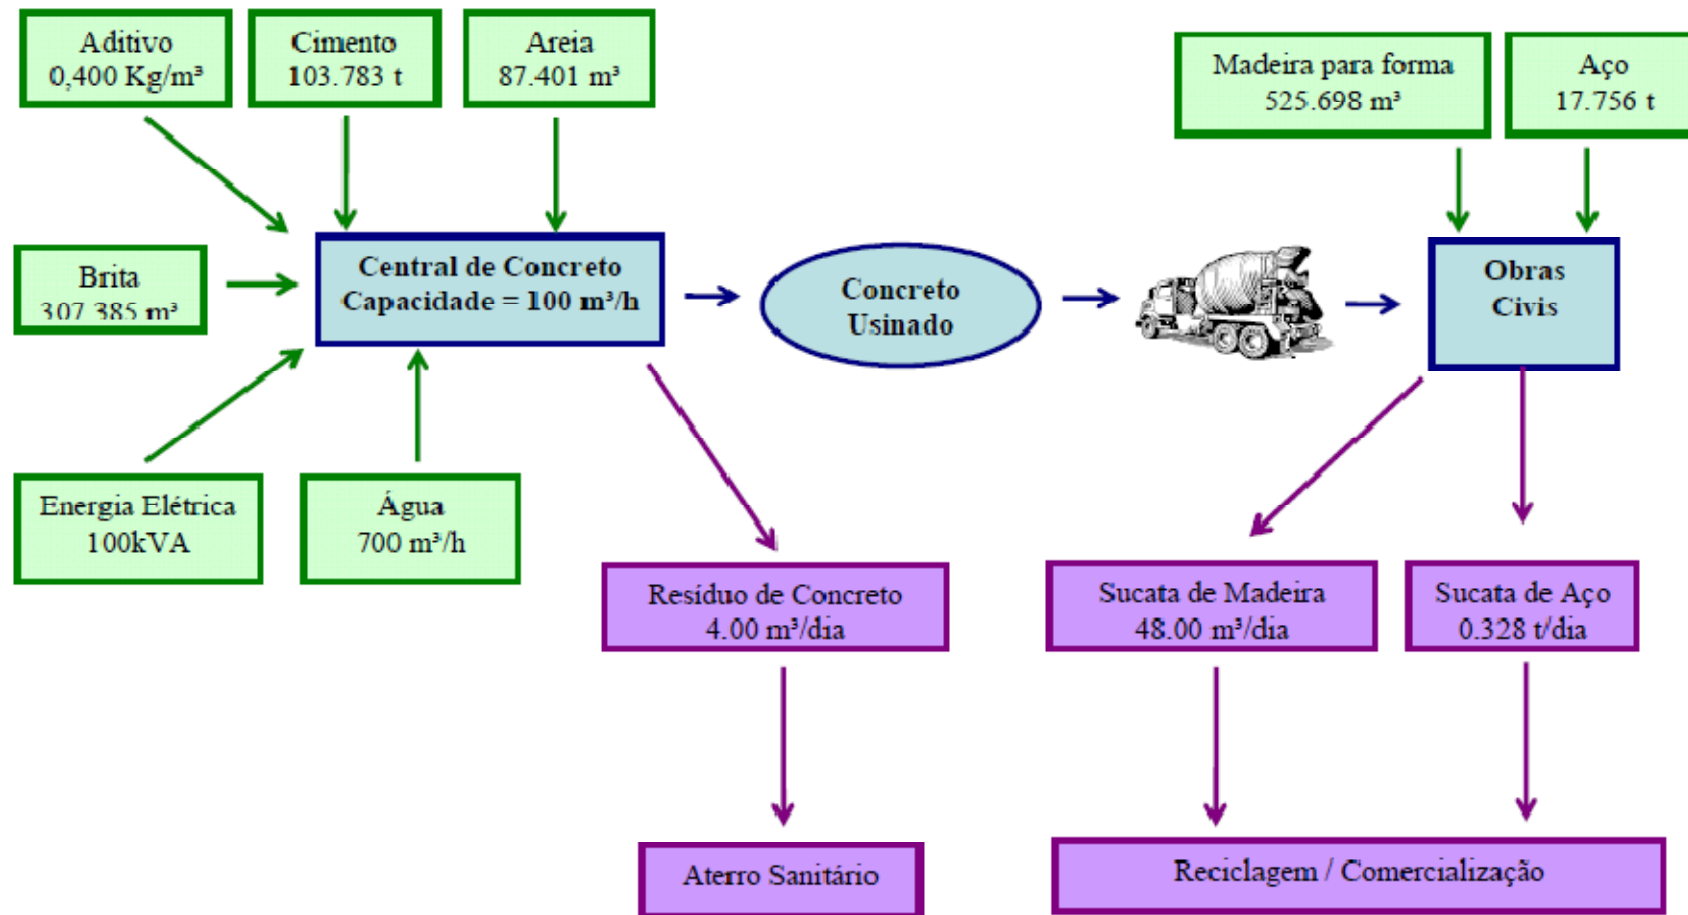 Aditivo
0,400 Kg/m³
Cimento
103.783 t
Areia
87.401 m³
Madeira para forma
525.698 m³
Aço
17.756 t
Brita
307.385 m³
Central de Concreto
Capacidade = 100 m³/h
Concreto
Usinado
Obras
Civis
Energia Elétrica
100kVA
Água
700 m³/h
Resíduo de Concreto
4.00 m³/dia
Sucata de Madeira
48.00 m³/dia
Sucata de Aço
0.328 t/dia
Aterro Sanitário
Reciclagem / Comercialização